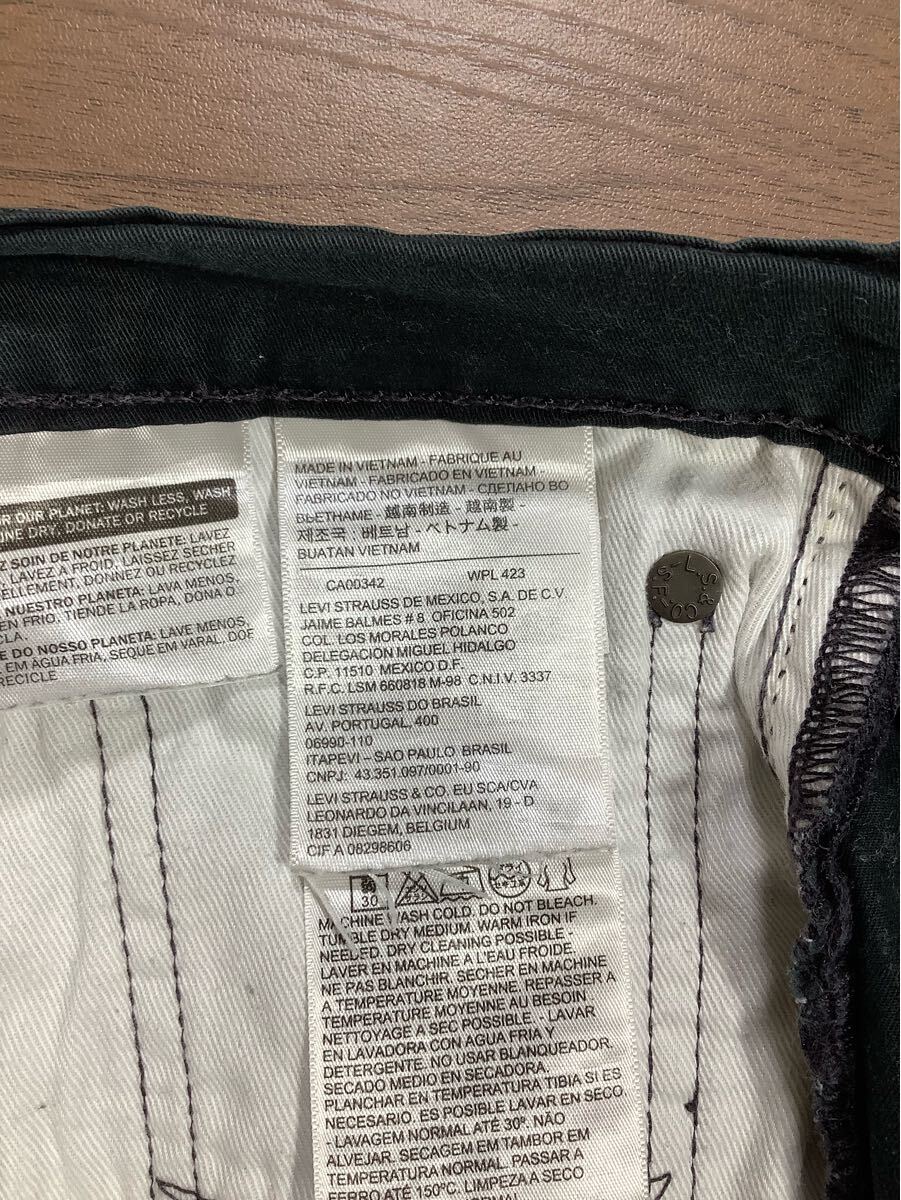 OR OUR PLANET: WASH LESS, WASH
INE DRY, DONATE OR RECYCLE
Z SOIN DE NOTRE PLANETE: LAVEZ
, LAVEZ A FROID, LAISSEZ SECHER
ELLEMENT, DONNEZ OU RECYCLEZ
NUESTRO PLANETA: LAVA MENOS,
EN FRIO, TIENDE LA ROPA, DONA O
CLA.
E DO NOSSO PLANETA: LAVE MENOS,
EM ÁGUA FRIA, SEQUE EM VARAL, DOE
RECICLE
MADE IN VIETNAM - FABRIQUE AU
VIETNAM - FABRICADO EN VIETNAM -
FABRICADO NO VIETNAM - СДЕЛАНО ВО
ВЬЕТНАМЕ - 越南制造 - 越南製 -
제조국 : 베트남 - ベトナム製 -
BUATAN VIETNAM
CA00342 WPL 423
LEVI STRAUSS DE MEXICO, S.A. DE C.V
JAIME BALMES # 8 OFICINA 502
COL. LOS MORALES POLANCO
DELEGACION MIGUEL HIDALGO
C.P. 11510 MEXICO D.F.
R.F.C. LSM 660818 M-98 C.N.I.V. 3337
LEVI STRAUSS DO BRASIL
AV. PORTUGAL, 400
06990-110
ITAPEVI – SAO PAULO BRASIL
CNPJ: 43.351.097/0001-90
LEVI STRAUSS & CO. EU SCA/CVA
LEONARDO DA VINCILAAN, 19 - D
1831 DIEGEM, BELGIUM
CIF A 08298606
L.S.&CO.S.F.
30
MACHINE WASH COLD. DO NOT BLEACH.
TUMBLE DRY MEDIUM. WARM IRON IF
NEEDED. DRY CLEANING POSSIBLE -
LAVER EN MACHINE A L'EAU FROIDE
NE PAS BLANCHIR. SECHER EN MACHINE
A TEMPERATURE MOYENNE. REPASSER A
TEMPERATURE MOYENNE AU BESOIN
NETTOYAGE A SEC POSSIBLE. - LAVAR
EN LAVADORA CON AGUA FRIA Y
DETERGENTE. NO USAR BLANQUEADOR.
SECADO MEDIO EN SECADORA.
PLANCHAR EN TEMPERATURA TIBIA SI ES
NECESARIO. ES POSIBLE LAVAR EN SECO
- LAVAGEM NORMAL ATÉ 30º. NÃO
ALVEJAR. SECAGEM EM TAMBOR EM
TEMPERATURA NORMAL. PASSAR A
FERRO ATÉ 150ºC. LIMPEZA A SECO